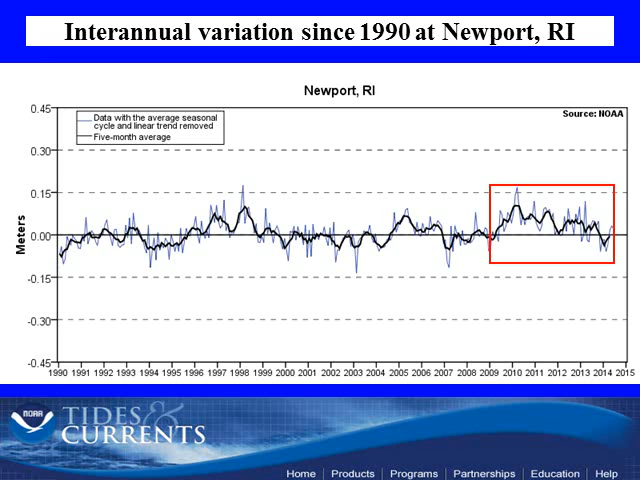 Interannual variation since 1990 at Newport, RI
Newport, RI
0.45
Data with the average seasonal
cycle and linear trend removed
Five-month average
Source: NOAA
0.30
0.15
0.00
-0.15
-0.30
-0.45
Meters
1990 1991 1992 1993 1994 1995 1996 1997 1998 1999 2000 2001 2002 2003 2004 2005 2006 2007 2008 2009 2010 2011 2012 2013 2014 2015
NOAA
TIDES &
CURRENTS
Home Products Programs Partnerships Education Help